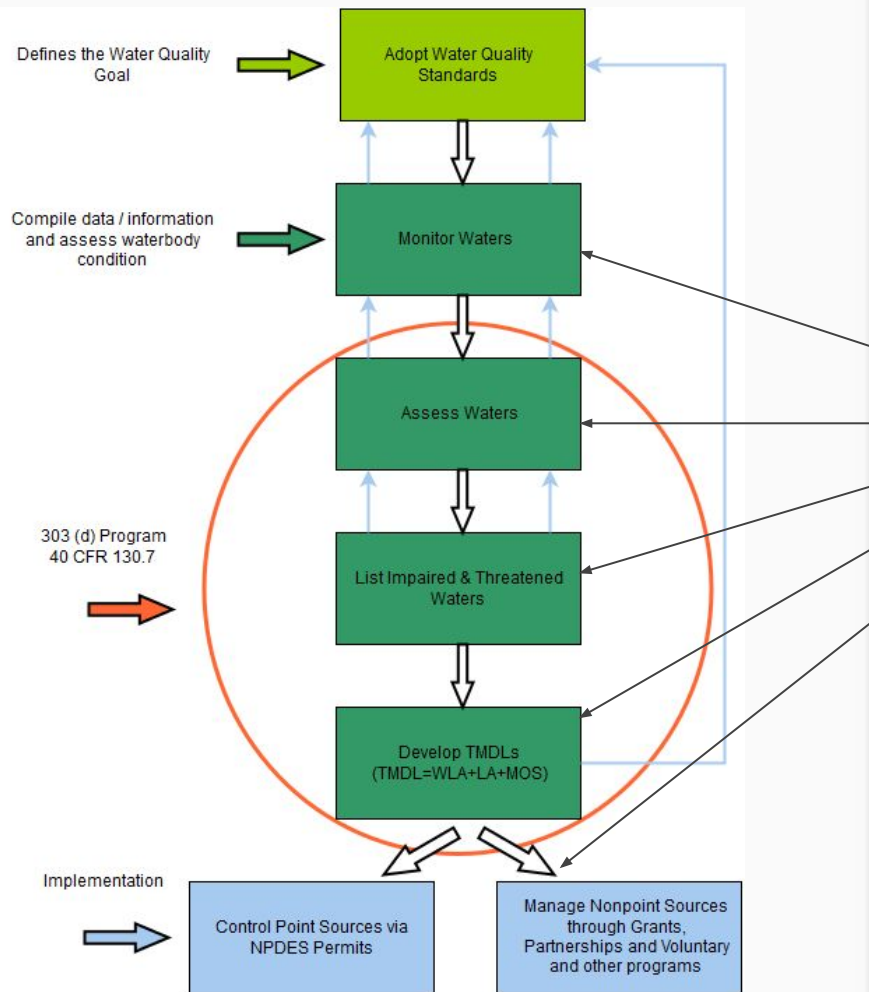 Defines the Water Quality
Goal
Adopt Water Quality
Standards
Compile data / information
and assess waterbody
condition
Monitor Waters
Assess Waters
303 (d) Program
40 CFR 130.7
List Impaired & Threatened
Waters
Develop TMDLs
(TMDL=WLA+LA+MOS)
Implementation
Control Point Sources via
NPDES Permits
Manage Nonpoint Sources
through Grants,
Partnerships and Voluntary
and other programs